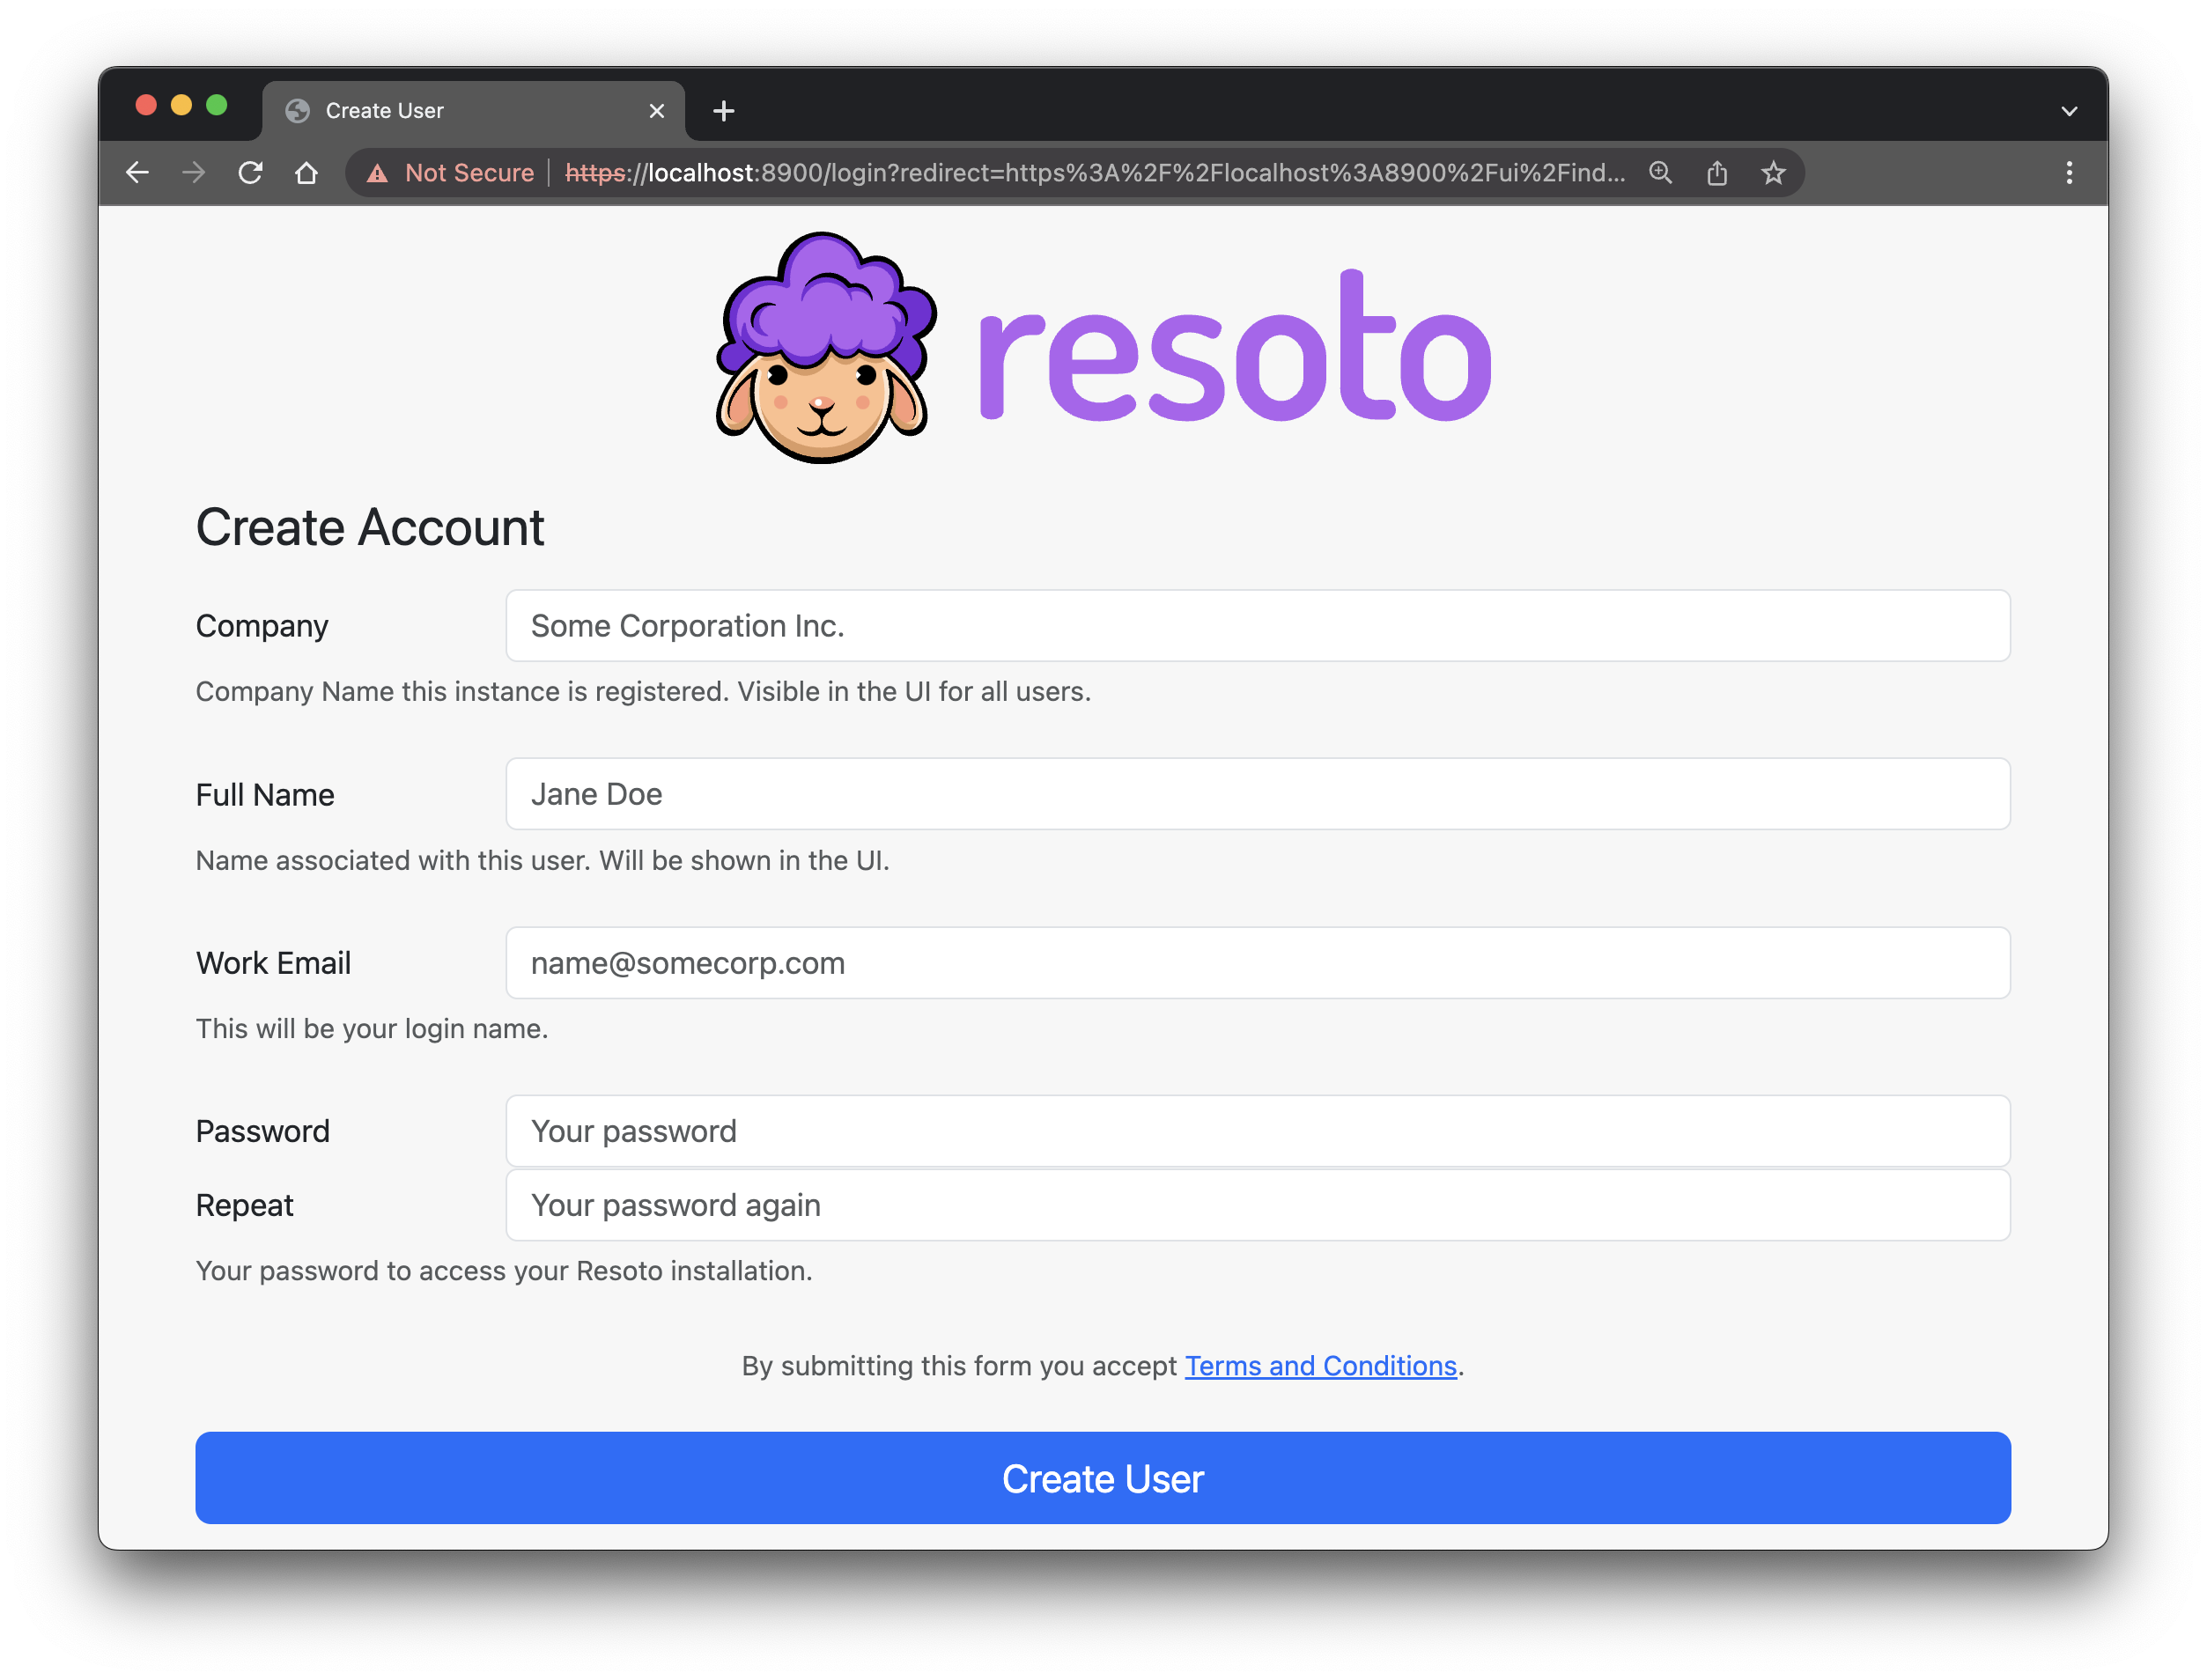 Create User
Not Secure https://localhost:8900/login?redirect=https%3A%2F%2Flocalhost%3A8900%2Fui%2Find...
resoto
Create Account
Company Some Corporation Inc.
Company Name this instance is registered. Visible in the UI for all users.
Full Name Jane Doe
Name associated with this user. Will be shown in the UI.
Work Email name@somecorp.com
This will be your login name.
Password Your password
Repeat Your password again
Your password to access your Resoto installation.
By submitting this form you accept Terms and Conditions.
Create User